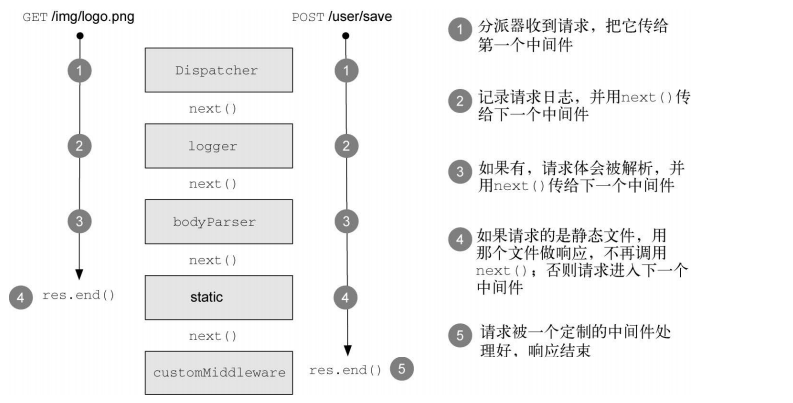 GET /img/logo.png
POST /user/save
1
Dispatcher
1
next()
2
logger
2
next()
3
bodyParser
3
next()
4
res.end()
static
4
next()
customMiddleware
res.end()
5
1
分派器收到请求，把它传给
第一个中间件
2
记录请求日志，并用next()传
给下一个中间件
3
如果有，请求体会被解析，并
用next()传给下一个中间件
4
如果请求的是静态文件，用
那个文件做响应，不再调用
next()；否则请求进入下一个
中间件
5
请求被一个定制的中间件处
理好，响应结束